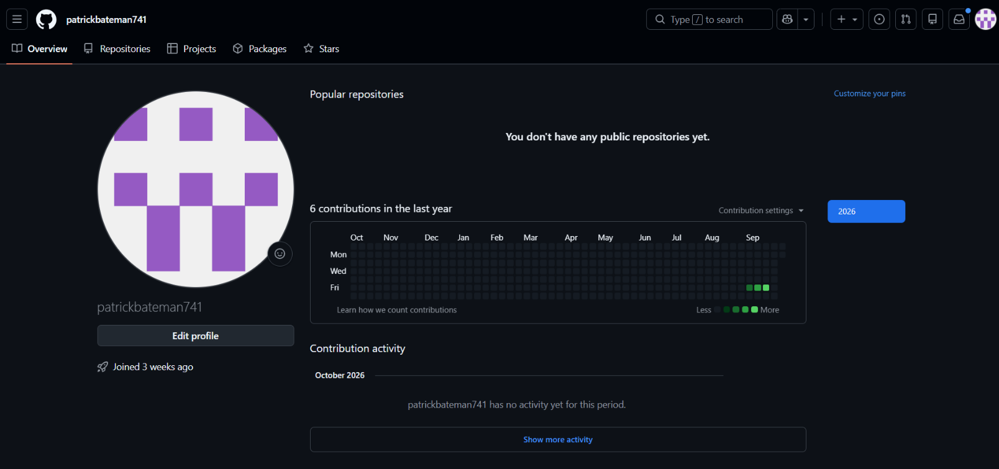 patrickbateman741
Type / to search
Overview
Repositories
Projects
Packages
Stars
patrickbateman741
Edit profile
Joined 3 weeks ago
Popular repositories
Customize your pins
You don't have any public repositories yet.
6 contributions in the last year
Contribution settings
2026
Oct Nov Dec Jan Feb Mar Apr May Jun Jul Aug Sep
Mon
Wed
Fri
Learn how we count contributions
Less More
Contribution activity
October 2026
patrickbateman741 has no activity yet for this period.
Show more activity